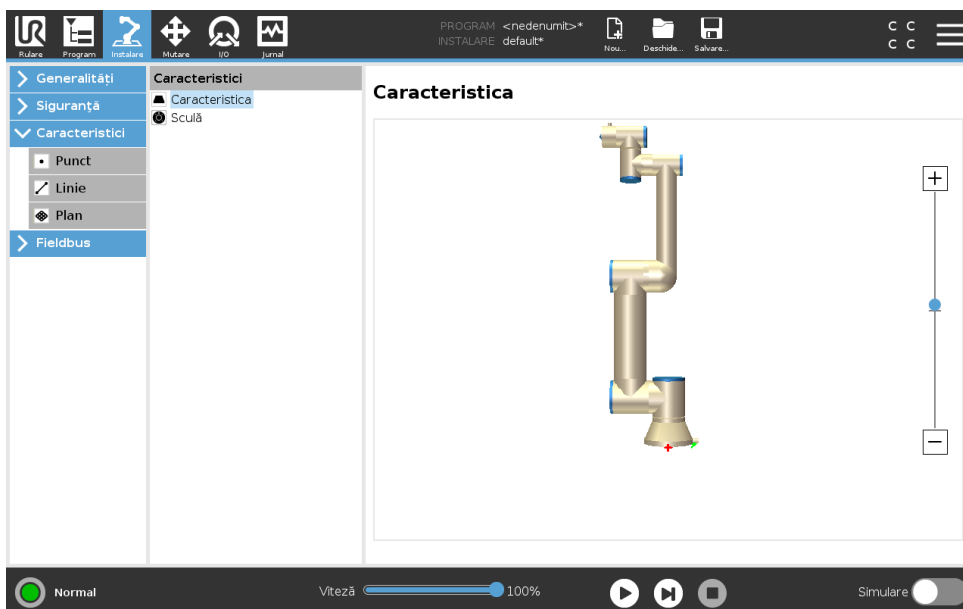 UR
Rulare
Program
Instalare
Mutare
I/O
Jurnal
PROGRAM <nedenumit>*
INSTALARE default*
Nou...
Deschide...
Salvare...
C C
C C
Generalități
Siguranță
Caracteristici
Punct
Linie
Plan
Fieldbus
Caracteristici
Caracteristica
Sculă
Caracteristica
Normal
Viteză
100%
Simulare